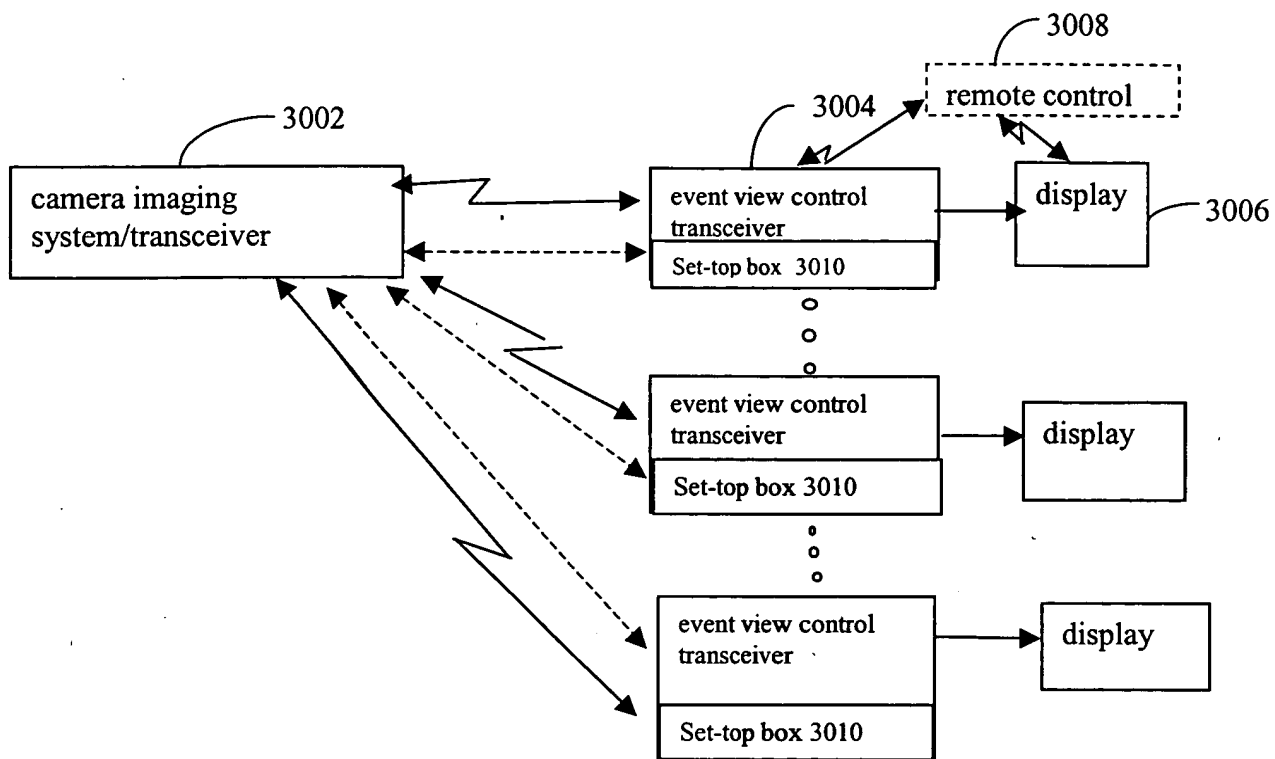 3008
remote control
3002
3004
camera imaging
system/transceiver
event view control
transceiver
Set-top box 3010
display
3006
event view control
transceiver
Set-top box 3010
display
event view control
transceiver
Set-top box 3010
display